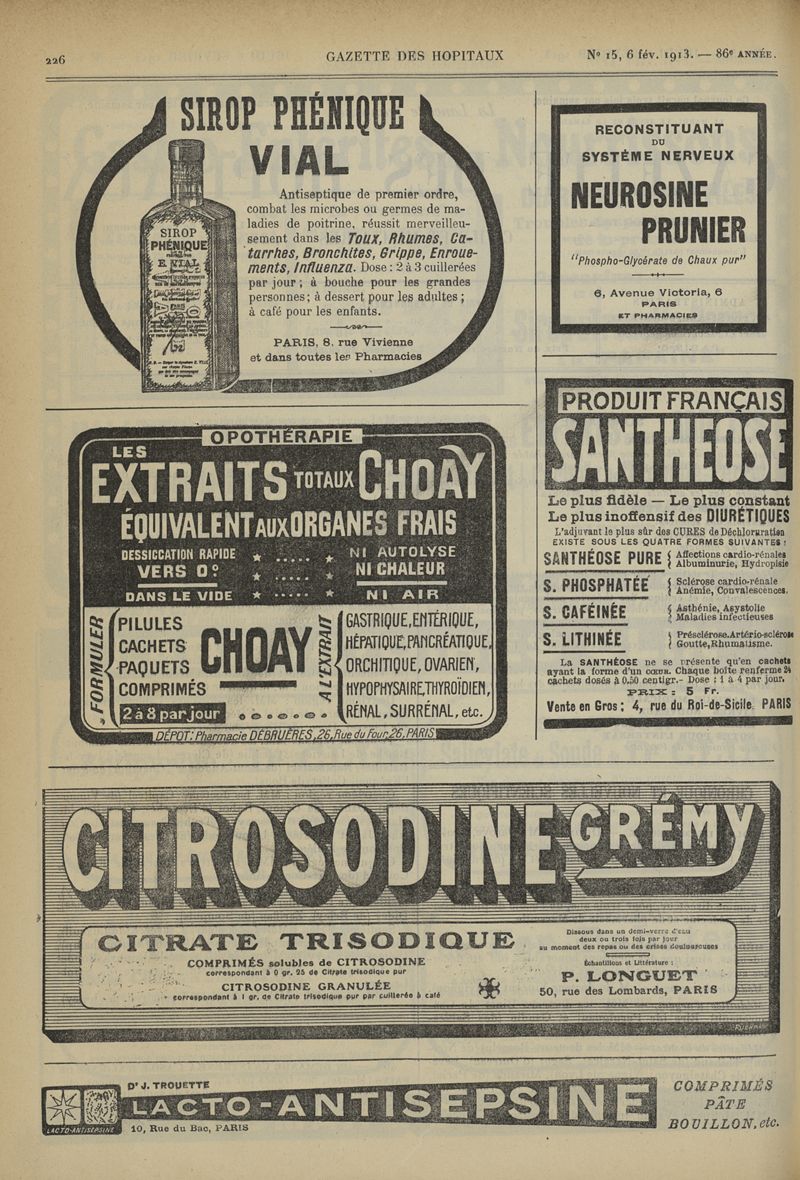 226
GAZETTE DES HOPITAUX
Nº 15, 6 fév. 1913. — 86e ANNÉE.
SIROP PHÉNIQUE
VIAL
Antiseptique de premier ordre,
combat les microbes ou germes de ma-
ladies de poitrine, réussit merveilleu-
sement dans les Toux, Rhumes, Ca-
tarrhes, Bronchites, Grippe, Enroue-
ments, Influenza. Dose : 2 à 3 cuillerées
par jour ; à bouche pour les grandes
personnes ; à dessert pour les adultes ;
à café pour les enfants.
PARIS, 8, rue Vivienne
et dans toutes les Pharmacies
SIROP
PHÉNIQUE
E. VIAL
RECONSTITUANT
DU
SYSTÈME NERVEUX
NEUROSINE
PRUNIER
"Phospho-Glycérate de Chaux pur"
6, Avenue Victoria, 6
PARIS
ET PHARMACIES
OPOTHÉRAPIE
LES
EXTRAITS TOTAUX CHOAY
ÉQUIVALENT AUX ORGANES FRAIS
DESSICCATION RAPIDE ★ ..... ★ NI AUTOLYSE
VERS 0º ★ ..... ★ NI CHALEUR
DANS LE VIDE ★ ..... ★ NI AIR
FORMULER
PILULES
CACHETS
PAQUETS
COMPRIMÉS
2 à 8 par jour
CHOAY
A L'EXTRAIT
GASTRIQUE, ENTÉRIQUE,
HÉPATIQUE, PANCRÉATIQUE,
ORCHITIQUE, OVARIEN,
HYPOPHYSAIRE, THYROÏDIEN,
RÉNAL, SURRÉNAL, etc.
DÉPOT: Pharmacie DEBRUÈRES, 26, Rue du Four, 26, PARIS
PRODUIT FRANÇAIS
SANTHEOSE
Le plus fidèle — Le plus constant
Le plus inoffensif des DIURÉTIQUES
L'adjuvant le plus sûr des CURES de Déchloruration
EXISTE SOUS LES QUATRE FORMES SUIVANTES :
SANTHÉOSE PURE { Affections cardio-rénales
Albuminurie, Hydropisie
S. PHOSPHATÉE { Sclérose cardio-rénale
Anémie, Convalescences.
S. CAFÉINÉE { Asthénie, Asystolie
Maladies infectieuses
S. LITHINÉE { Présclérose, Artério-sclérose
Goutte, Rhumatisme.
La SANTHÉOSE ne se présente qu'en cachets
ayant la forme d'un cœur. Chaque boîte renferme 24
cachets dosés à 0.50 centigr.- Dose : 1 à 4 par jour.
PRIX : 5 Fr.
Vente en Gros : 4, rue du Roi-de-Sicile. PARIS
CITROSODINE GRÉMY
CITRATE TRISODIQUE
COMPRIMÉS solubles de CITROSODINE
correspondant à 0 gr. 25 de Citrate trisodique pur
CITROSODINE GRANULÉE
correspondant à 1 gr. de Citrate trisodique pur par cuillerée à café
Dissous dans un demi-verre d'eau
deux ou trois fois par jour
au moment des repas ou des crises douloureuses
Échantillons et Littérature :
P. LONGUET
50, rue des Lombards, PARIS
Dr J. TROUETTE
LACTO-ANTISEPSINE
10, Rue du Bac, PARIS
LACTO-ANTISEPSINE
COMPRIMÉS
PÂTE
BOUILLON, etc.